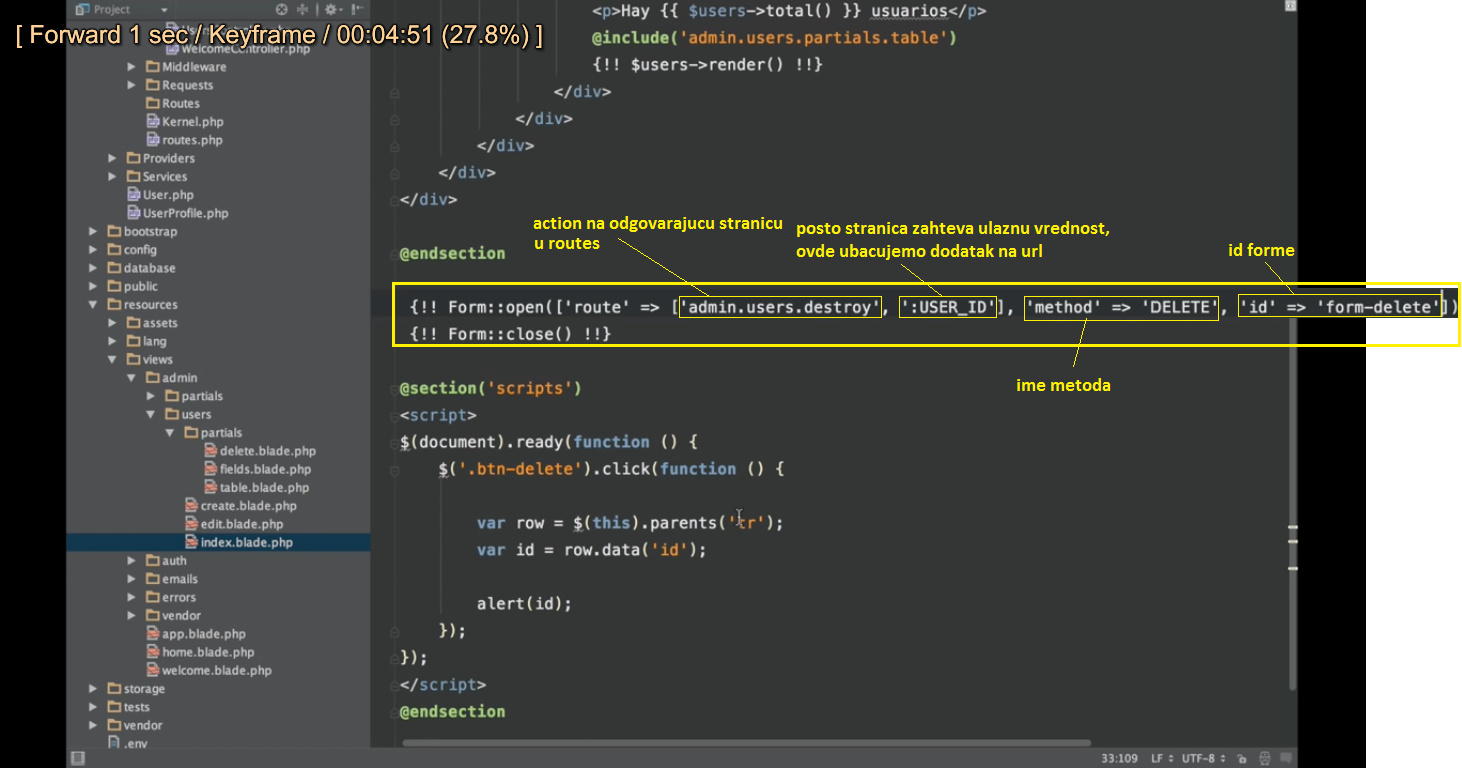 Project
[ Forward 1 sec / Keyframe / 00:04:51 (27.8%) ]
WelcomeController.php
Middleware
Requests
Routes
Kernel.php
routes.php
Providers
Services
User.php
UserProfile.php
bootstrap
config
database
public
resources
assets
lang
views
admin
partials
users
partials
delete.blade.php
fields.blade.php
table.blade.php
create.blade.php
edit.blade.php
index.blade.php
auth
emails
errors
vendor
app.blade.php
home.blade.php
welcome.blade.php
storage
tests
vendor
.env
<p>Hay {{ $users->total() }} usuarios</p>
@include('admin.users.partials.table')
{!! $users->render() !!}
</div>
</div>
</div>
</div>
</div>
action na odgovarajucu stranicu
u routes
posto stranica zahteva ulaznu vrednost,
ovde ubacujemo dodatak na url
id forme
@endsection
{!! Form::open(['route' => ['admin.users.destroy', ':USER_ID'], 'method' => 'DELETE', 'id' => 'form-delete'])
{!! Form::close() !!}
ime metoda
@section('scripts')
<script>
$(document).ready(function () {
$('.btn-delete').click(function () {
var row = $(this).parents('tr');
var id = row.data('id');
alert(id);
});
});
</script>
@endsection
33:109 LF UTF-8